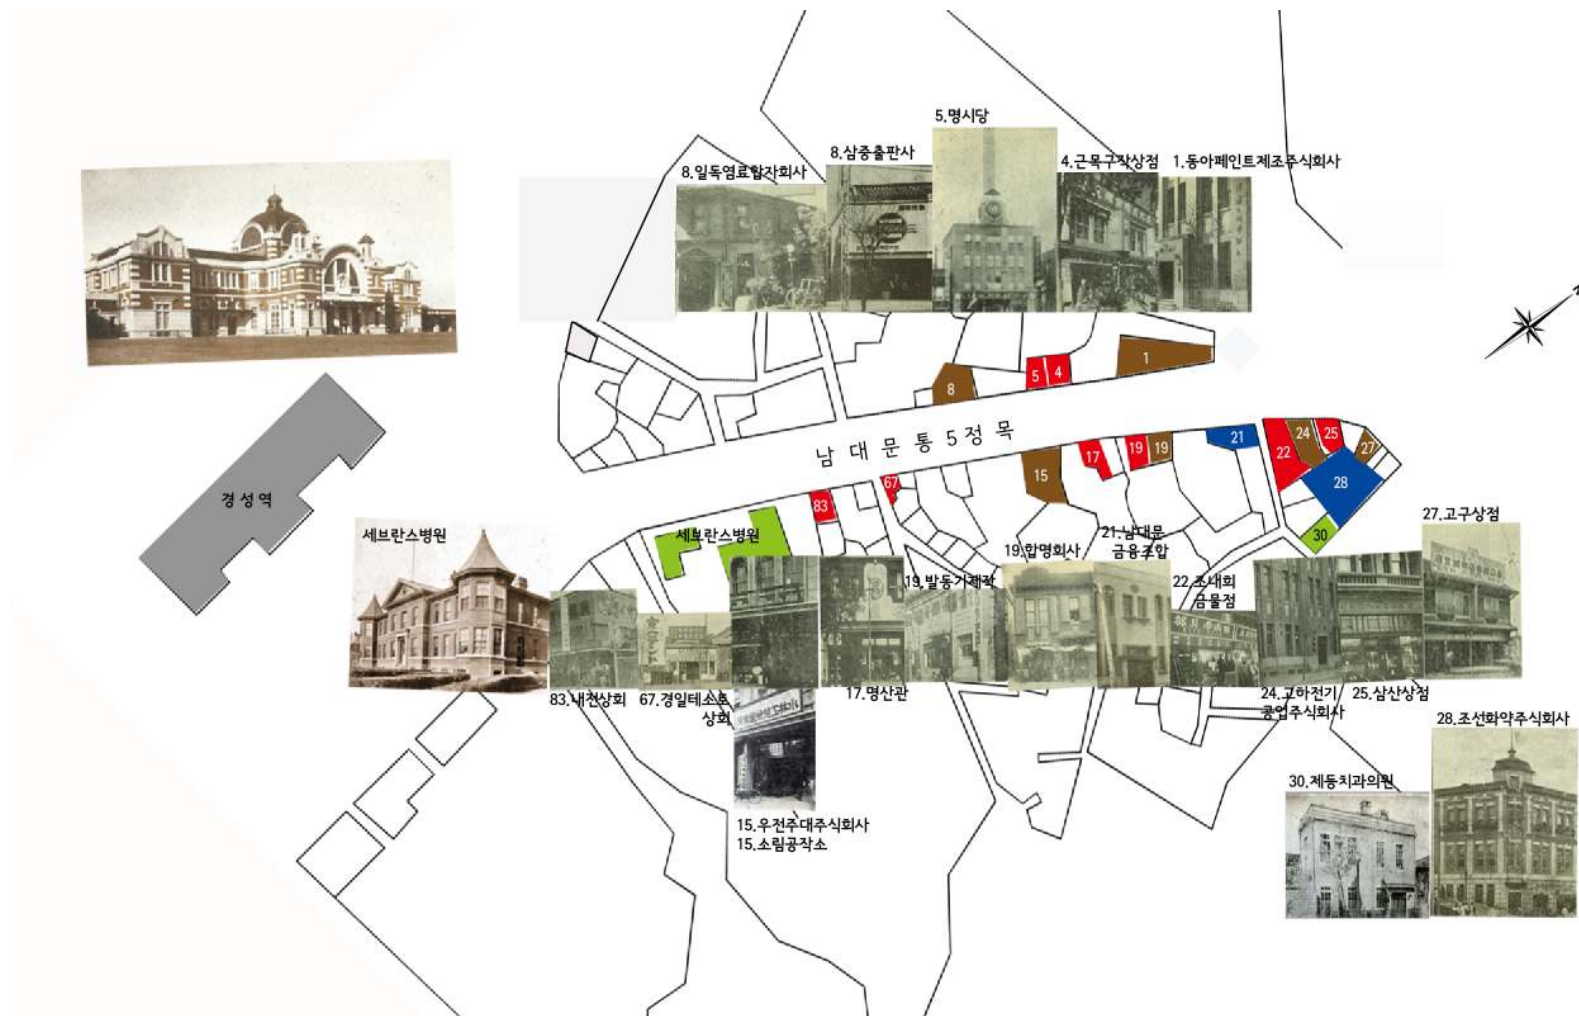 5.명시당
8.삼중출판사
4.근목구작상점
1.동아페인트제조주식회사
8.일독염료합자회사
1
5
4
8
남대문통5정목
21
24
25
22
27
19
19
17
15
28
67
83
30
경성역
세브란스병원
세브란스병원
27.고구상점
21.남대문
금융조합
19.합명회사
19.발동기제작
22.조내회
금물점
83.내전상회
67.경일테소토
상회
17.명산관
24.고하전기
공업주식회사
25.삼산상점
28.조선화약주식회사
30.제동치과의원
15.우전주대주식회사
15.소림공작소